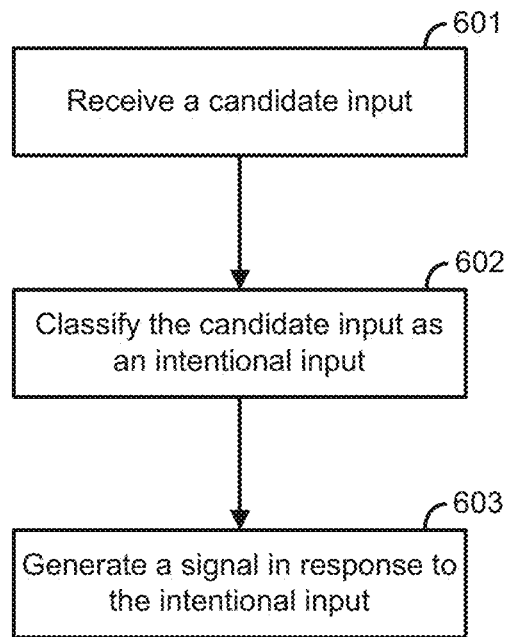 601
Receive a candidate input
602
Classify the candidate input as
an intentional input
603
Generate a signal in response to
the intentional input